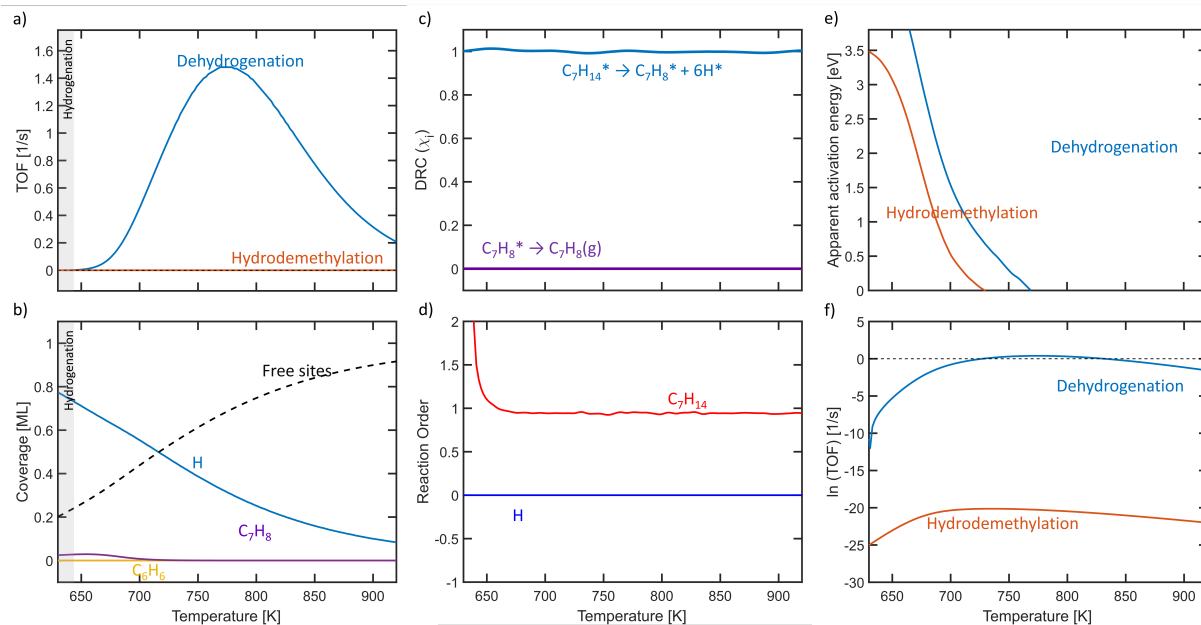 a)
1.6
1.4
1.2
1
0.8
0.6
0.4
0.2
0
TOF [1/s]
Hydrogenation
Dehydrogenation
Hydrodemethylation
b)
1
0.8
0.6
0.4
0.2
0
Coverage [ML]
Hydrogenation
Free sites
H
C₇H₈
C₆H₆
650 700 750 800 850 900
Temperature [K]
c)
1
0.8
0.6
0.4
0.2
0
DRC (χᵢ)
C₇H₁₄* → C₇H₈* + 6H*
C₇H₈* → C₇H₈(g)
d)
2
1.5
1
0.5
0
-0.5
-1
Reaction Order
C₇H₁₄
H
650 700 750 800 850 900
Temperature [K]
e)
3.5
3
2.5
2
1.5
1
0.5
0
Apparent activation energy [eV]
Dehydrogenation
Hydrodemethylation
f)
5
0
-5
-10
-15
-20
-25
-30
ln (TOF) [1/s]
Dehydrogenation
Hydrodemethylation
650 700 750 800 850 900
Temperature [K]